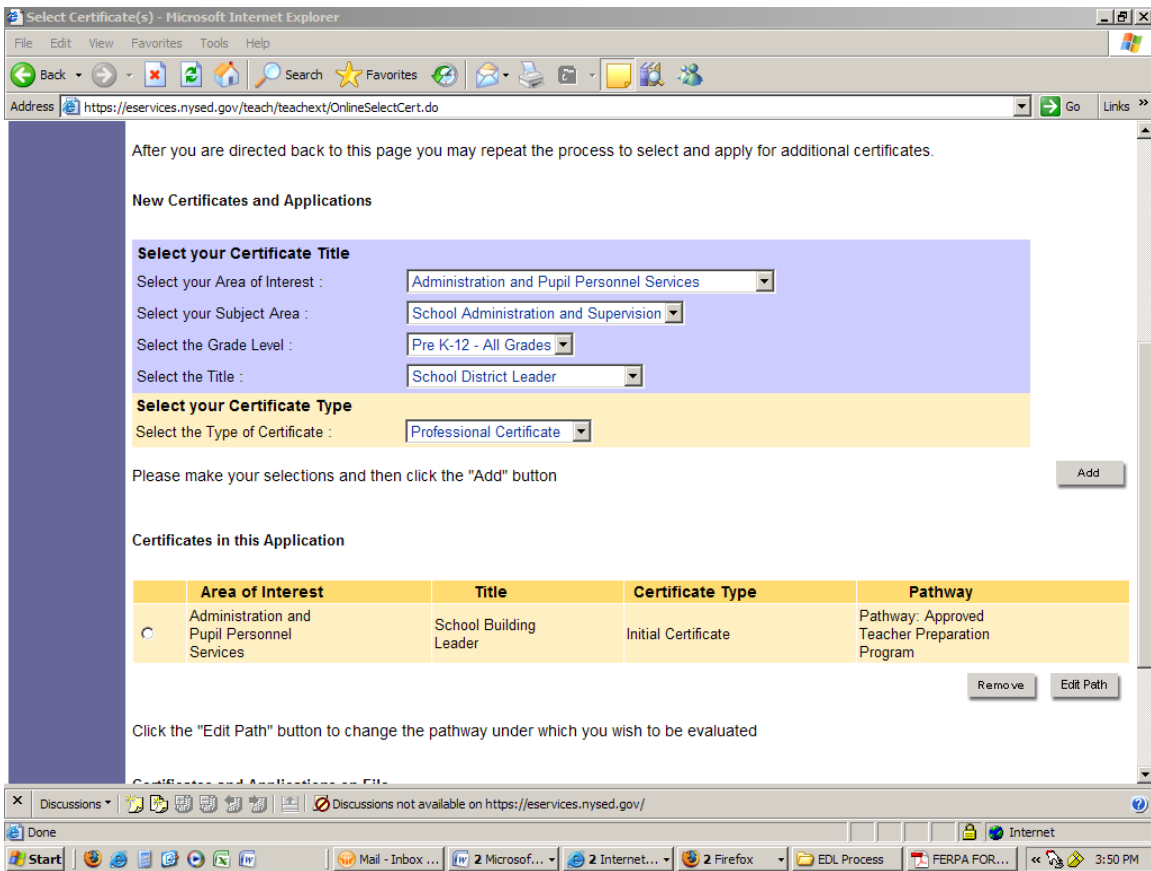 Select Certificate(s) - Microsoft Internet Explorer
File Edit View Favorites Tools Help
Back Search Favorites
Address https://eservices.nysed.gov/teach/teachext/OnlineSelectCert.do Go Links »
After you are directed back to this page you may repeat the process to select and apply for additional certificates.
New Certificates and Applications
Select your Certificate Title
Select your Area of Interest : Administration and Pupil Personnel Services
Select your Subject Area : School Administration and Supervision
Select the Grade Level : Pre K-12 - All Grades
Select the Title : School District Leader
Select your Certificate Type
Select the Type of Certificate : Professional Certificate
Please make your selections and then click the "Add" button Add
Certificates in this Application
Area of Interest Title Certificate Type Pathway
Administration and Pupil Personnel Services School Building Leader Initial Certificate Pathway: Approved Teacher Preparation Program
Remove Edit Path
Click the "Edit Path" button to change the pathway under which you wish to be evaluated
Certificates and Applications on File
Discussions Discussions not available on https://eservices.nysed.gov/
Done Internet
Start Mail - Inbox ... 2 Microsof... 2 Internet... 2 Firefox EDL Process FERPA FOR... « 3:50 PM